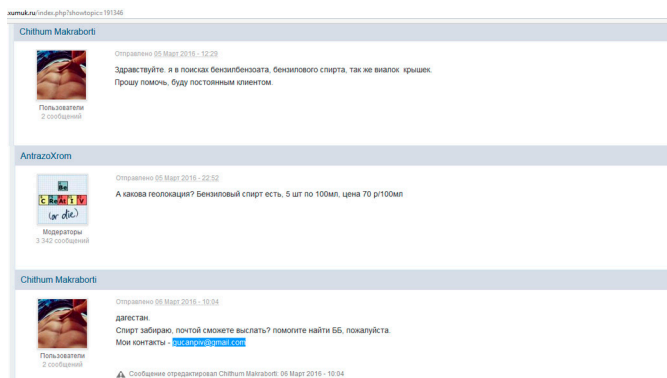 xumuk.ru/index.php?showtopic=191346
Chithum Makraborti
Отправлено 05 Март 2016 - 12:29
Здравствуйте. я в поисках бензилбензоата, бензилового спирта, так же виалок крышек.
Прошу помочь, буду постоянным клиентом.
Пользователи
2 сообщений
AntrazoXrom
Отправлено 05 Март 2016 - 22:52
А какова геолокация? Бензиловый спирт есть, 5 шт по 100мл, цена 70 р/100мл
Be
C Re At I V
(or die)
Модераторы
3 342 сообщений
Chithum Makraborti
Отправлено 06 Март 2016 - 10:04
дагестан.
Спирт забираю, почтой сможете выслать? помогите найти ББ, пожалуйста.
Мои контакты - gucanpiv@gmail.com
Пользователи
2 сообщений
Сообщение отредактировал Chithum Makraborti: 06 Март 2016 - 10:04